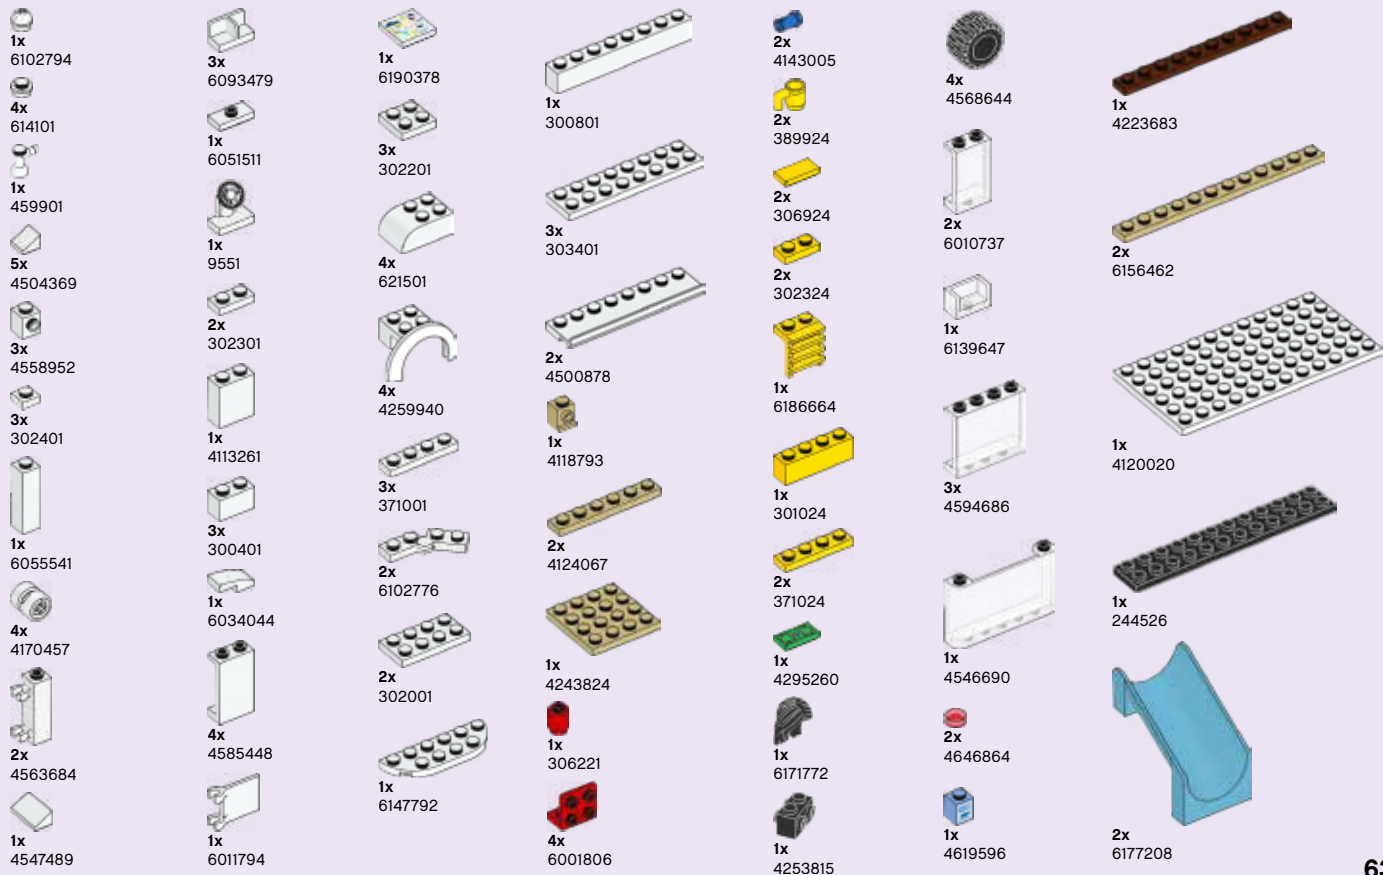 1x
6102794
4x
614101
1x
459901
5x
4504369
3x
4558952
3x
302401
1x
6055541
4x
4170457
2x
4563684
1x
4547489
3x
6093479
1x
6051511
1x
9551
2x
302301
1x
4113261
3x
300401
1x
6034044
4x
4585448
1x
6011794
1x
6190378
3x
302201
4x
621501
4x
4259940
3x
371001
2x
6102776
2x
302001
1x
6147792
1x
300801
3x
303401
2x
4500878
1x
4118793
2x
4124067
1x
4243824
1x
306221
4x
6001806
2x
4143005
2x
389924
2x
306924
2x
302324
1x
6186664
1x
301024
2x
371024
1x
4295260
1x
6171772
1x
4253815
4x
4568644
2x
6010737
1x
6139647
3x
4594686
1x
4546690
2x
4646864
1x
4619596
1x
4223683
2x
6156462
1x
4120020
1x
244526
2x
6177208